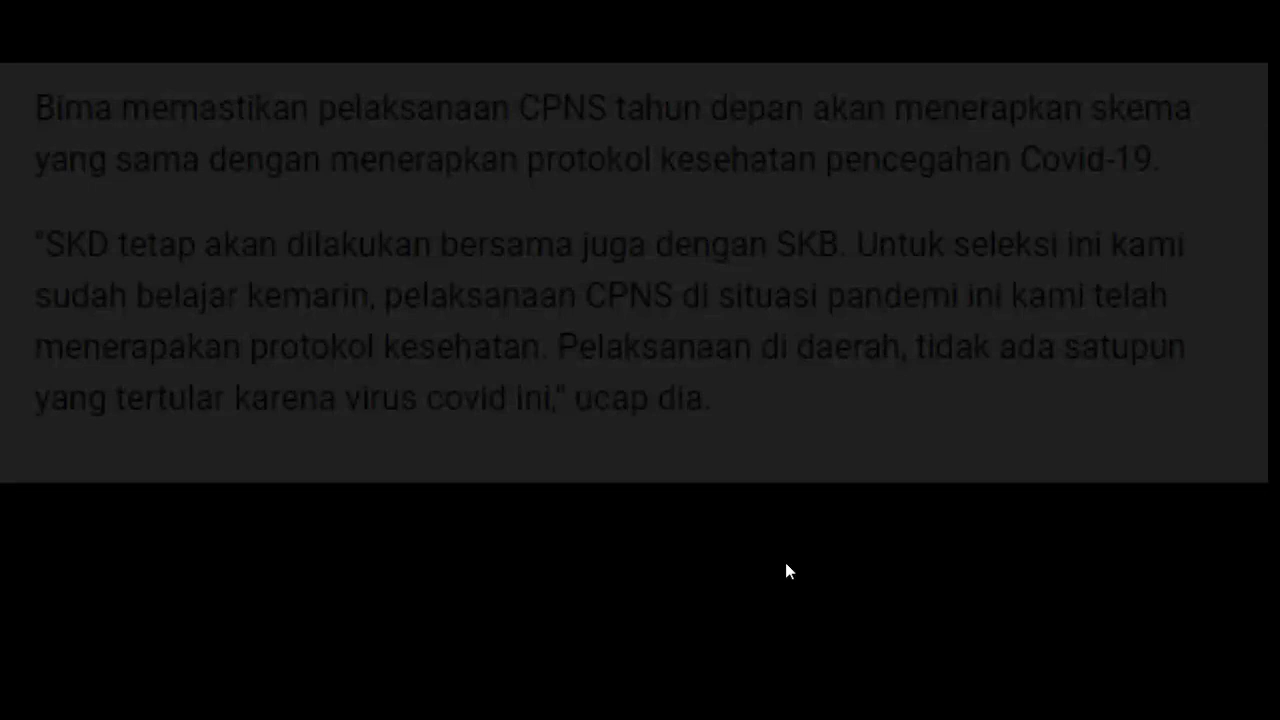 Bima memastikan pelaksanaan CPNS tahun depan akan menerapkan skema
yang sama dengan menerapkan protokol kesehatan pencegahan Covid-19.
"SKD tetap akan dilakukan bersama juga dengan SKB. Untuk seleksi ini kami
sudah belajar kemarin, pelaksanaan CPNS di situasi pandemi ini kami telah
menerapakan protokol kesehatan. Pelaksanaan di daerah, tidak ada satupun
yang tertular karena virus covid ini," ucap dia.